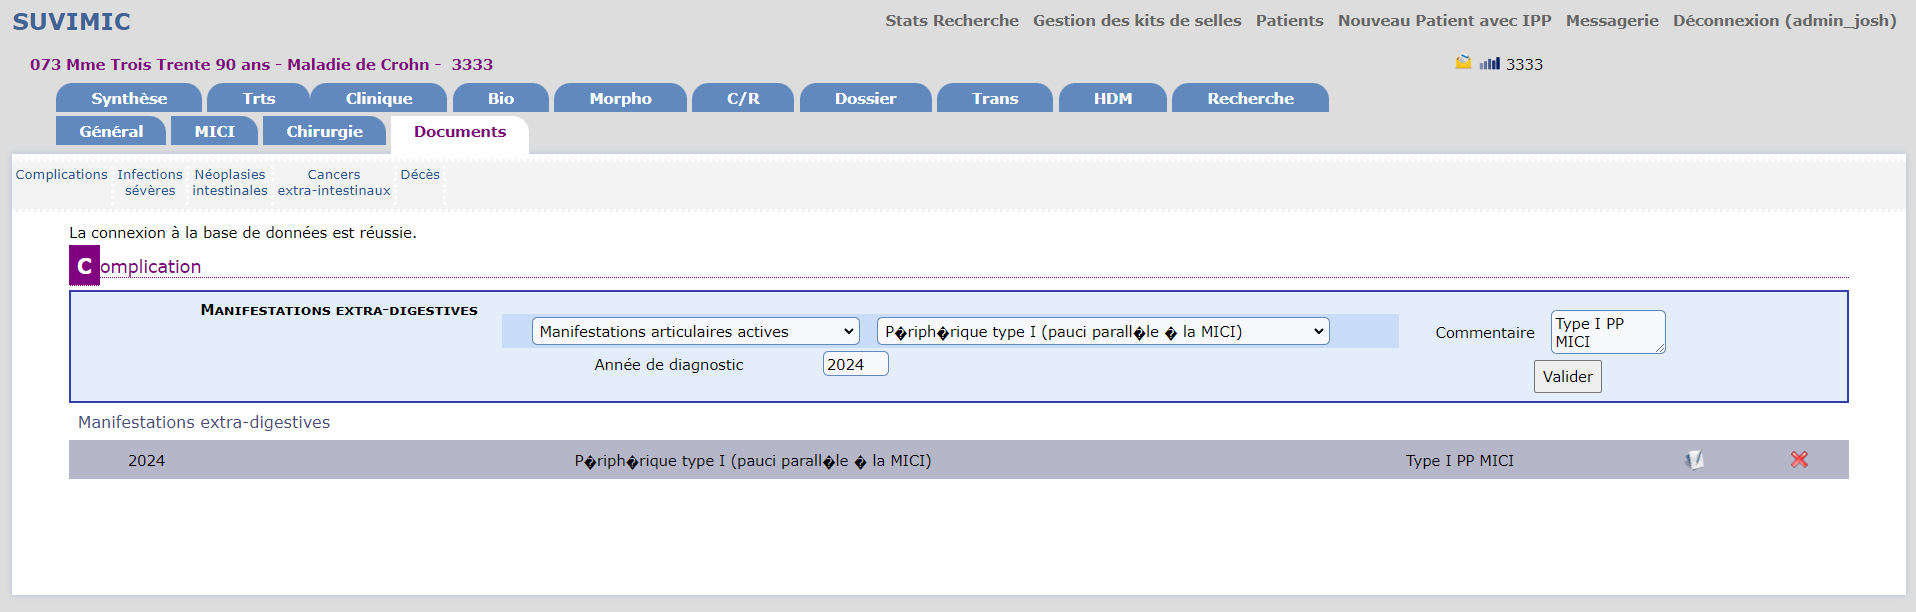 SUVIMIC
Stats Recherche Gestion des kits de selles Patients Nouveau Patient avec IPP Messagerie Déconnexion (admin_josh)
073 Mme Trois Trente 90 ans - Maladie de Crohn - 3333
3333
Synthèse Trts Clinique Bio Morpho C/R Dossier Trans HDM Recherche
Général MICI Chirurgie Documents
Complications
Infections
sévères
Néoplasies
intestinales
Cancers
extra-intestinaux
Décès
La connexion à la base de données est réussie.
Complication
MANIFESTATIONS EXTRA-DIGESTIVES
Manifestations articulaires actives
P�riph�rique type I (pauci parall�le � la MICI)
Commentaire
Type I PP
MICI
Année de diagnostic 2024
Valider
Manifestations extra-digestives
2024 P�riph�rique type I (pauci parall�le � la MICI) Type I PP MICI